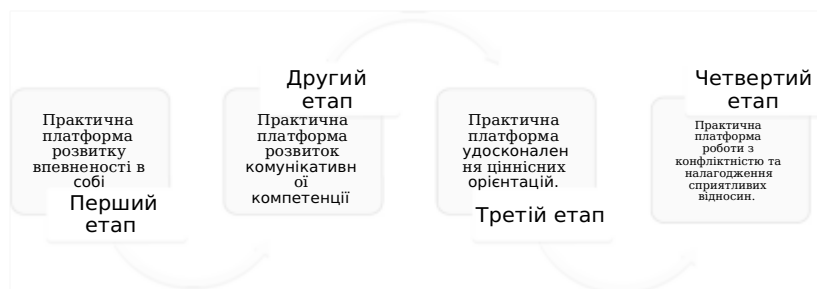 Практична
платформа
розвитку
впевненості в
собі
Перший
етап
Другий
етап
Практична
платформа
розвиток
комунікативн
ої
компетенції
Практична
платформа
удосконален
ня ціннісних
орієнтацій.
Третій етап
Четвертий
етап
Практична
платформа
роботи з
конфліктністю та
налагодження
сприятливих
відносин.